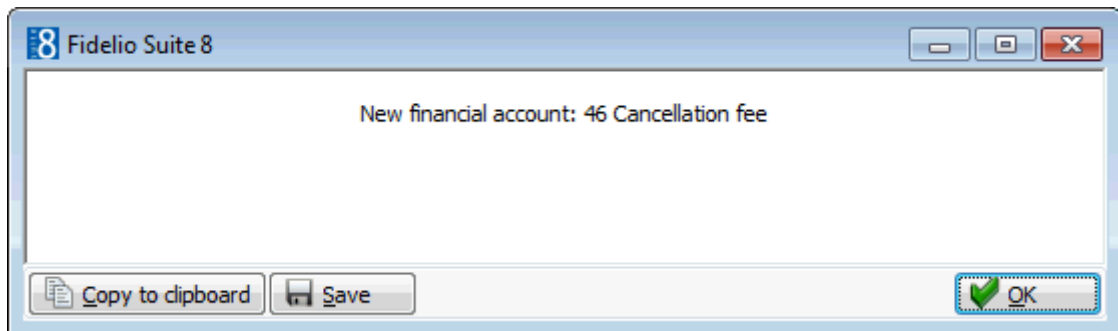 8 Fidelio Suite 8
New financial account: 46 Cancellation fee
Copy to clipboard
Save
OK